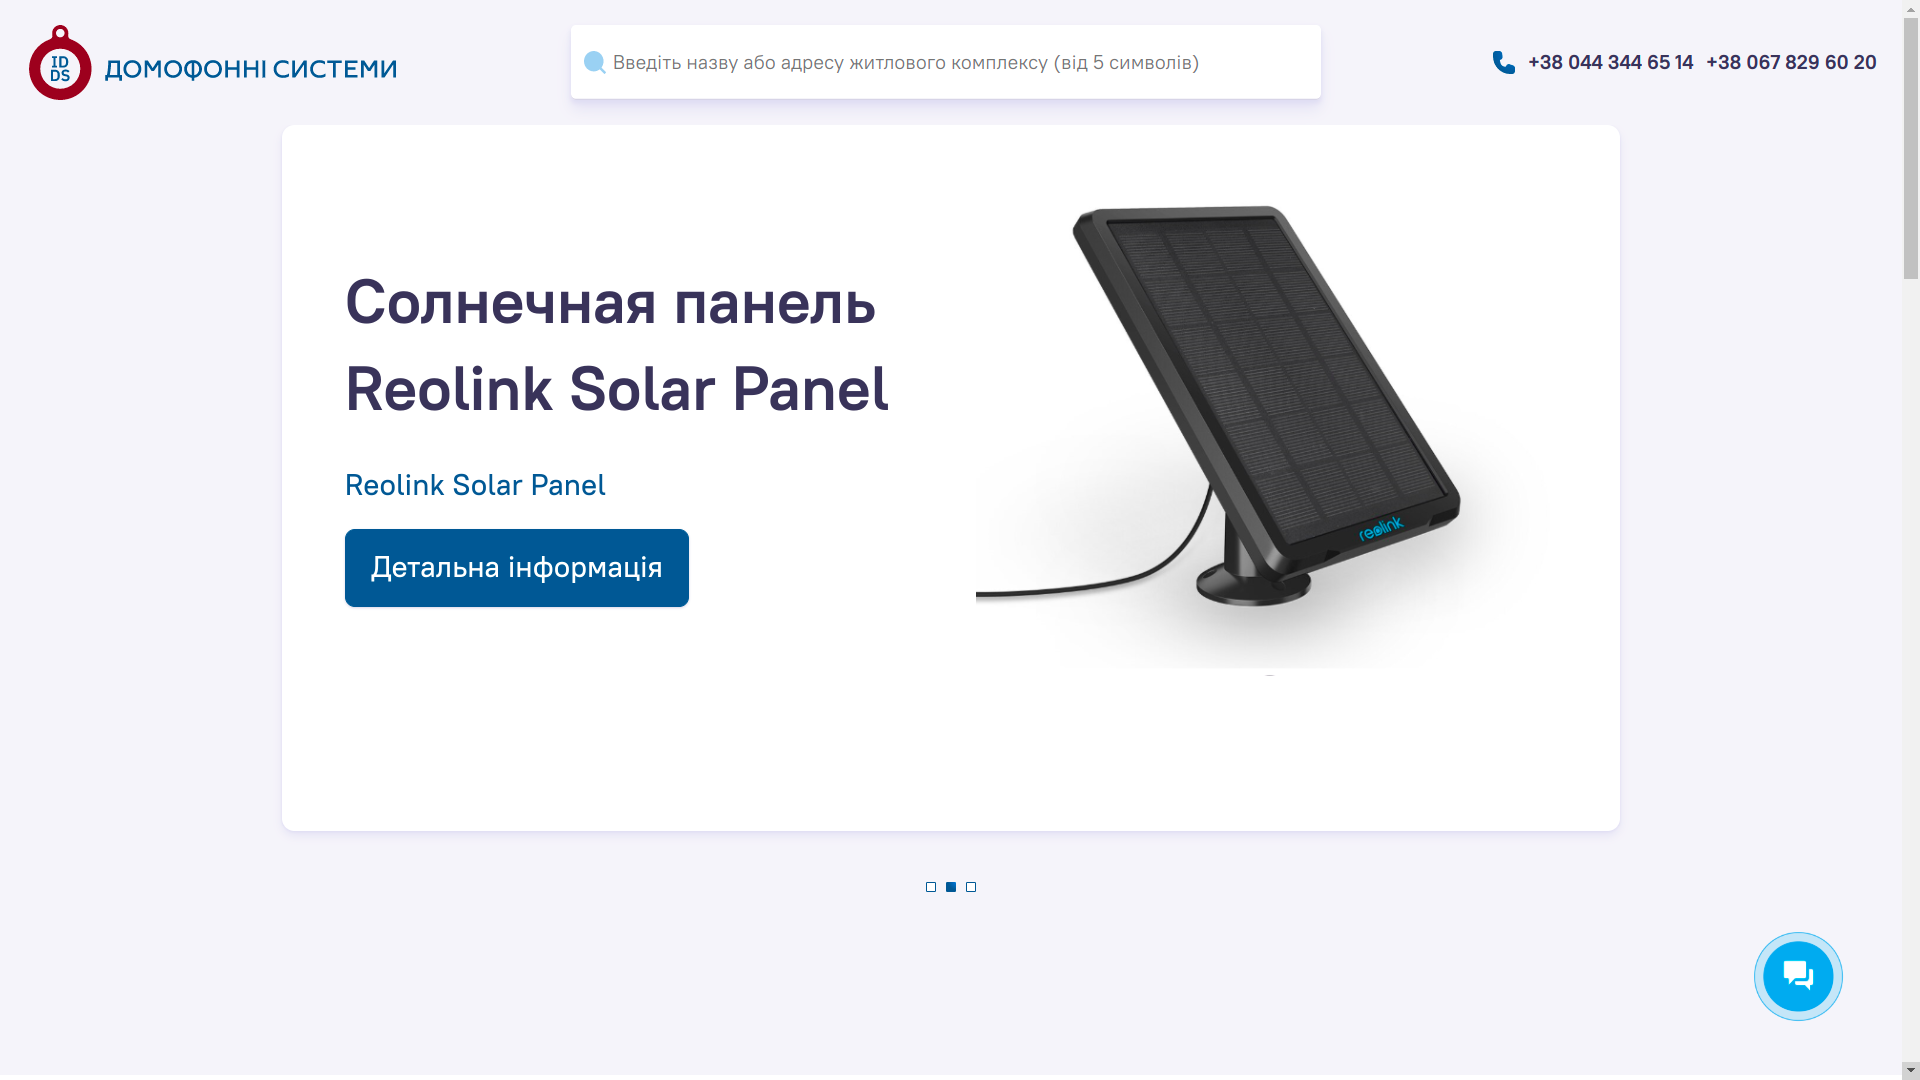 ID
DS
ДОМОФОННІ СИСТЕМИ
Введіть назву або адресу житлового комплексу (від 5 символів)
+38 044 344 65 14 +38 067 829 60 20
Солнечная панель
Reolink Solar Panel
Reolink Solar Panel
Детальна інформація
reolink